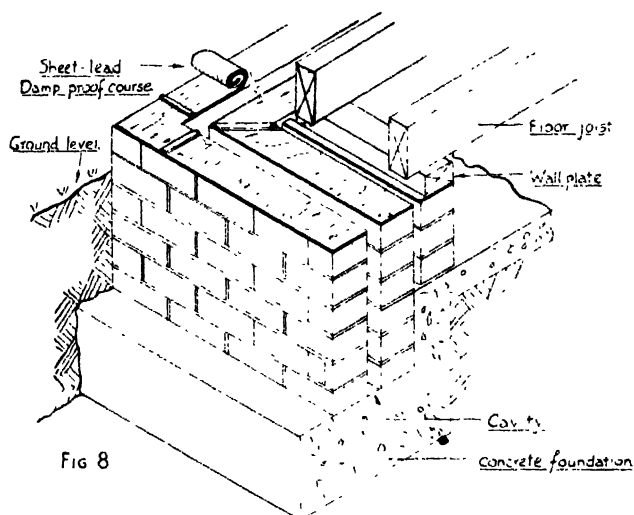 Sheet-lead
Damp proof course
Ground level
Floor joist
Wall plate
Cavity
concrete foundation
FIG 8